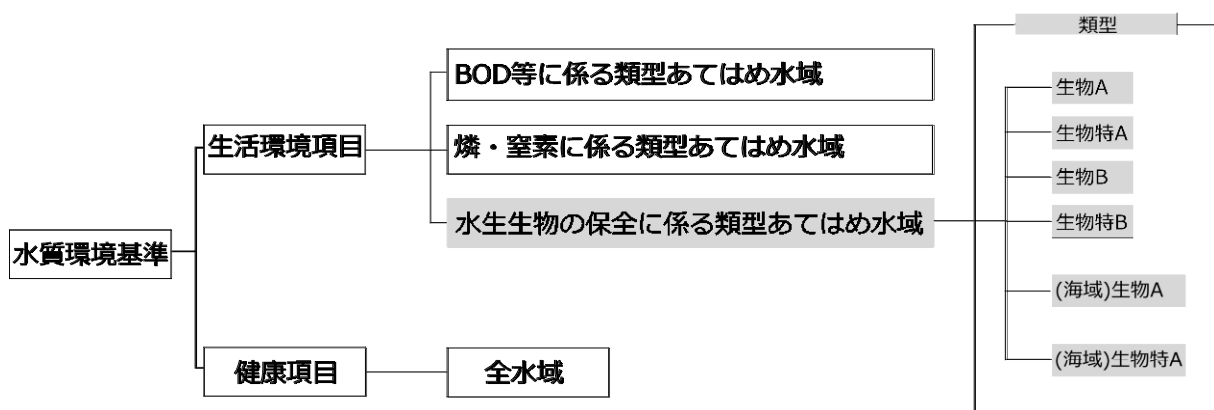 類型
BOD等に係る類型あてはめ水域
生物A
生物特A
生活環境項目
燐・窒素に係る類型あてはめ水域
生物B
水生生物の保全に係る類型あてはめ水域
生物特B
水質環境基準
(海域)生物A
健康項目
全水域
(海域)生物特A